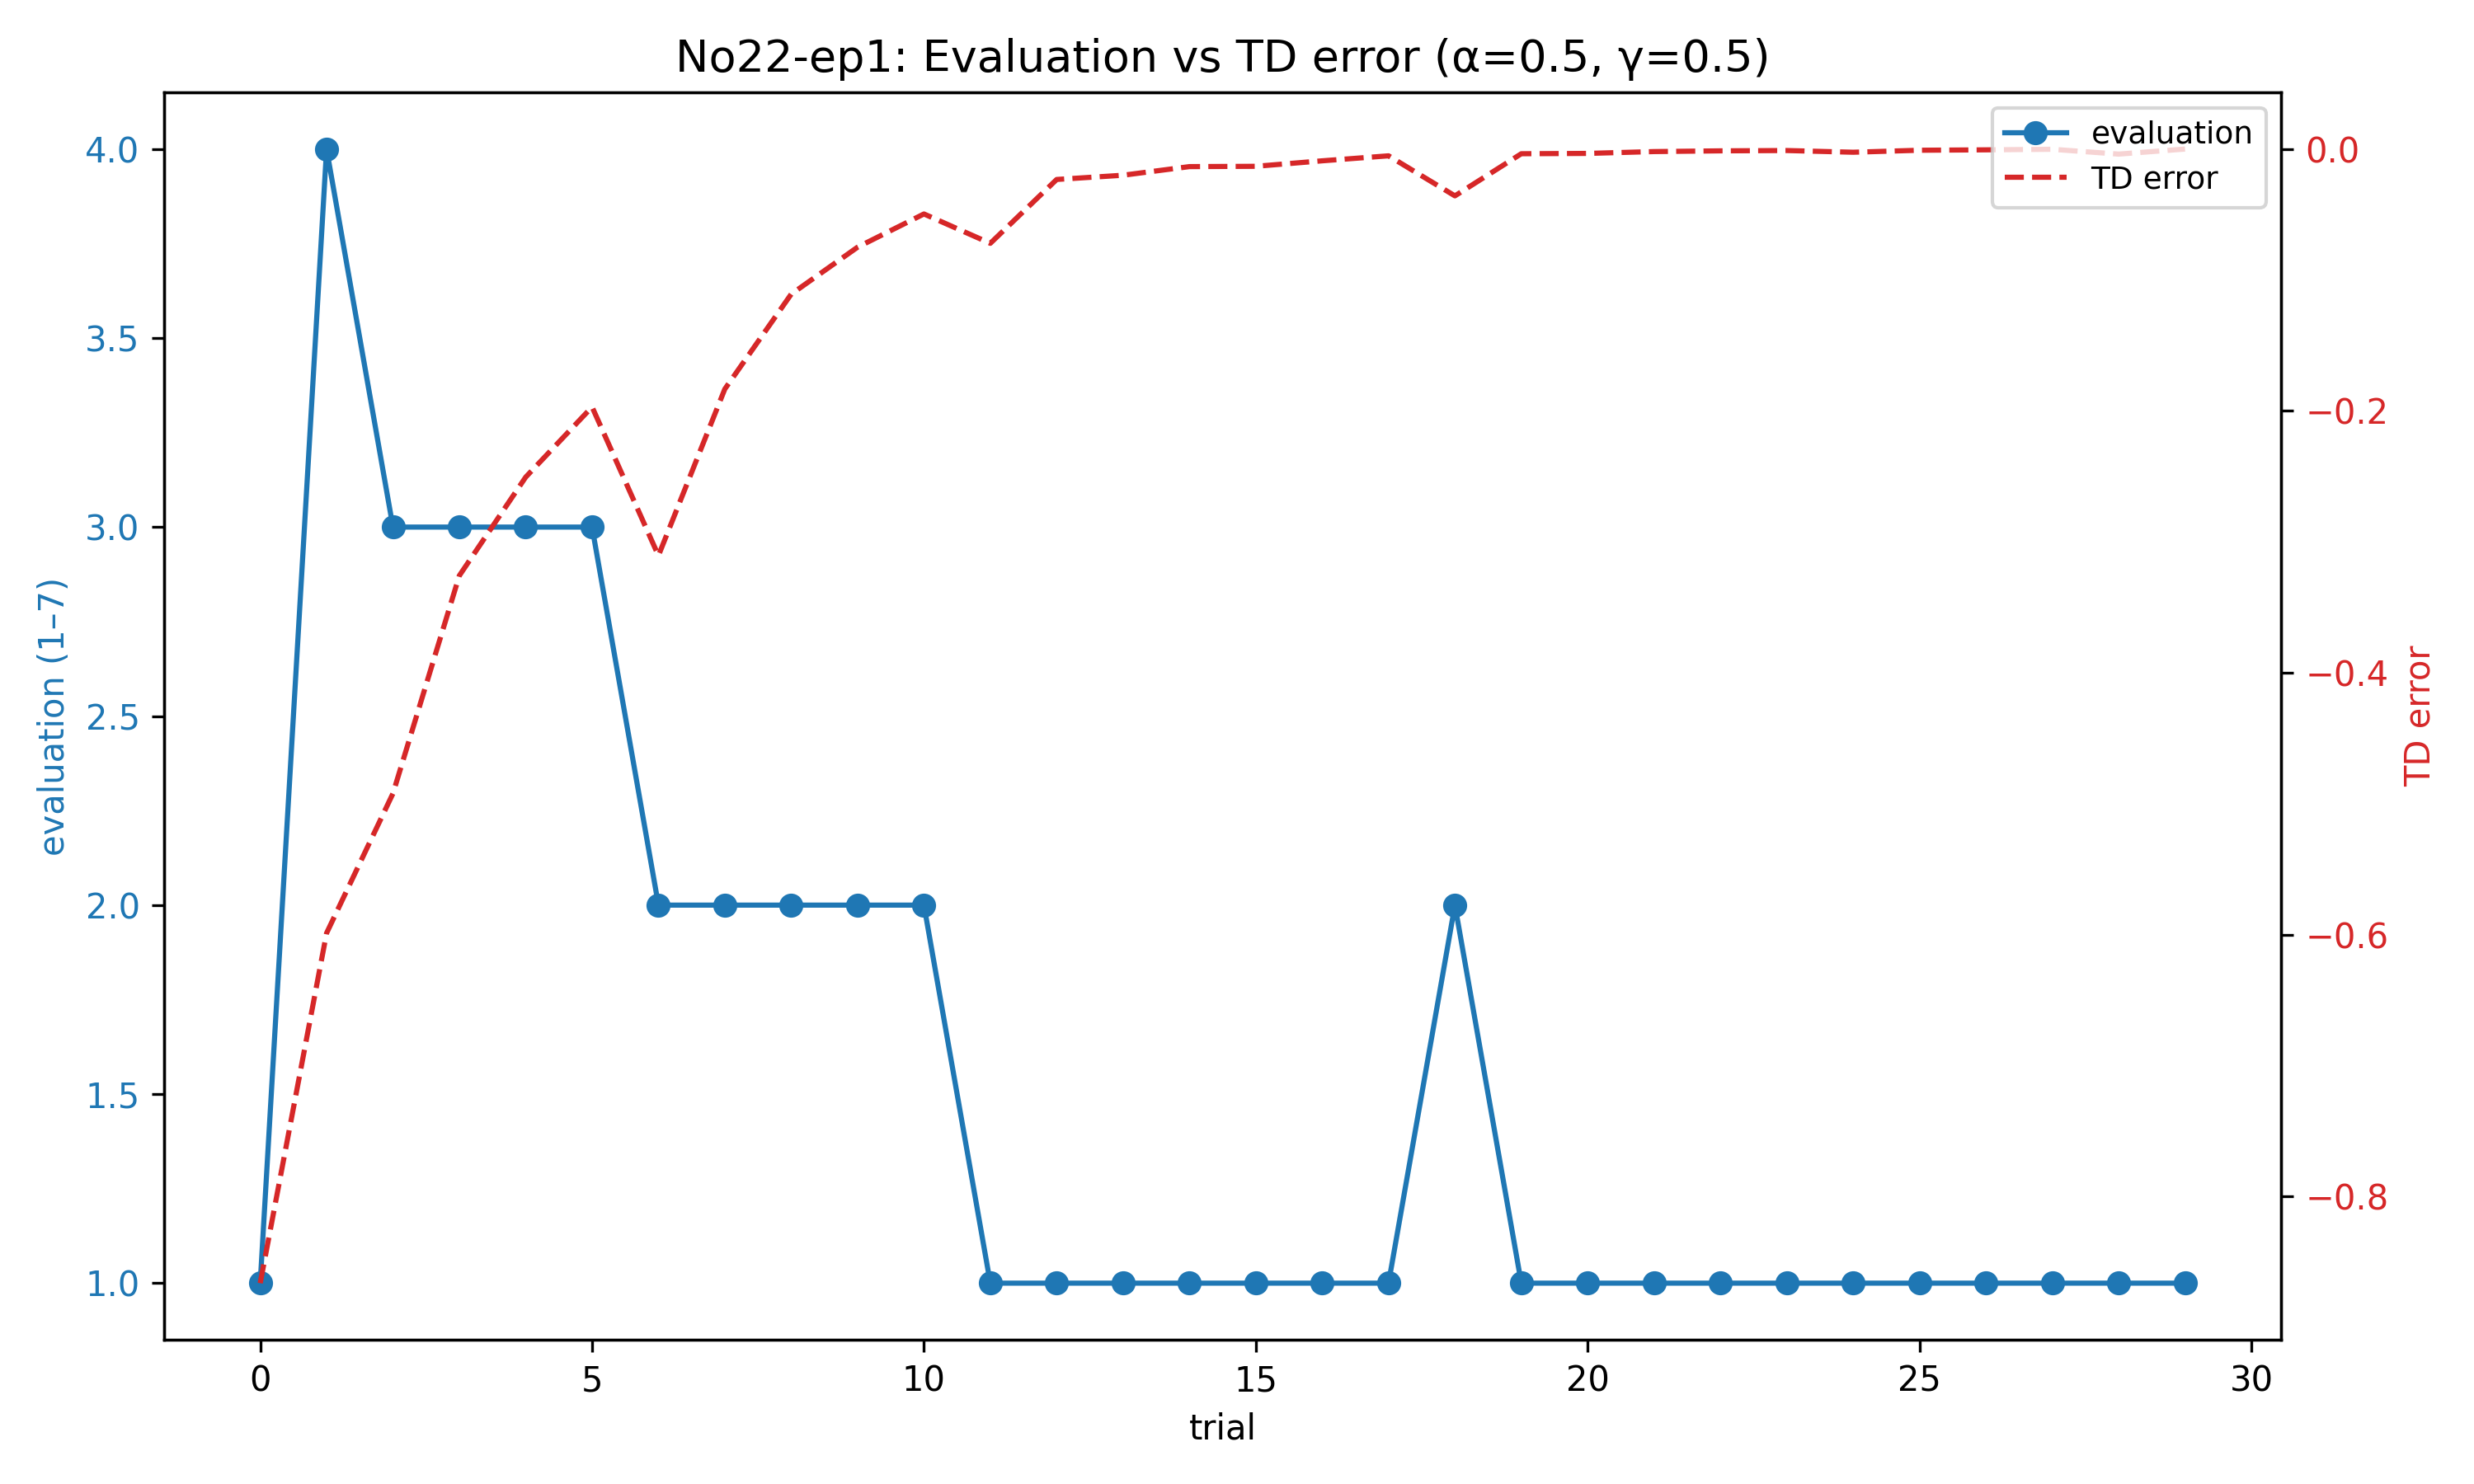 No22-ep1: Evaluation vs TD error (α=0.5, γ=0.5)
evaluation
TD error
4.0
3.5
3.0
2.5
2.0
1.5
1.0
evaluation (1–7)
0.0
−0.2
−0.4
−0.6
−0.8
TD error
0 5 10 15 20 25 30
trial